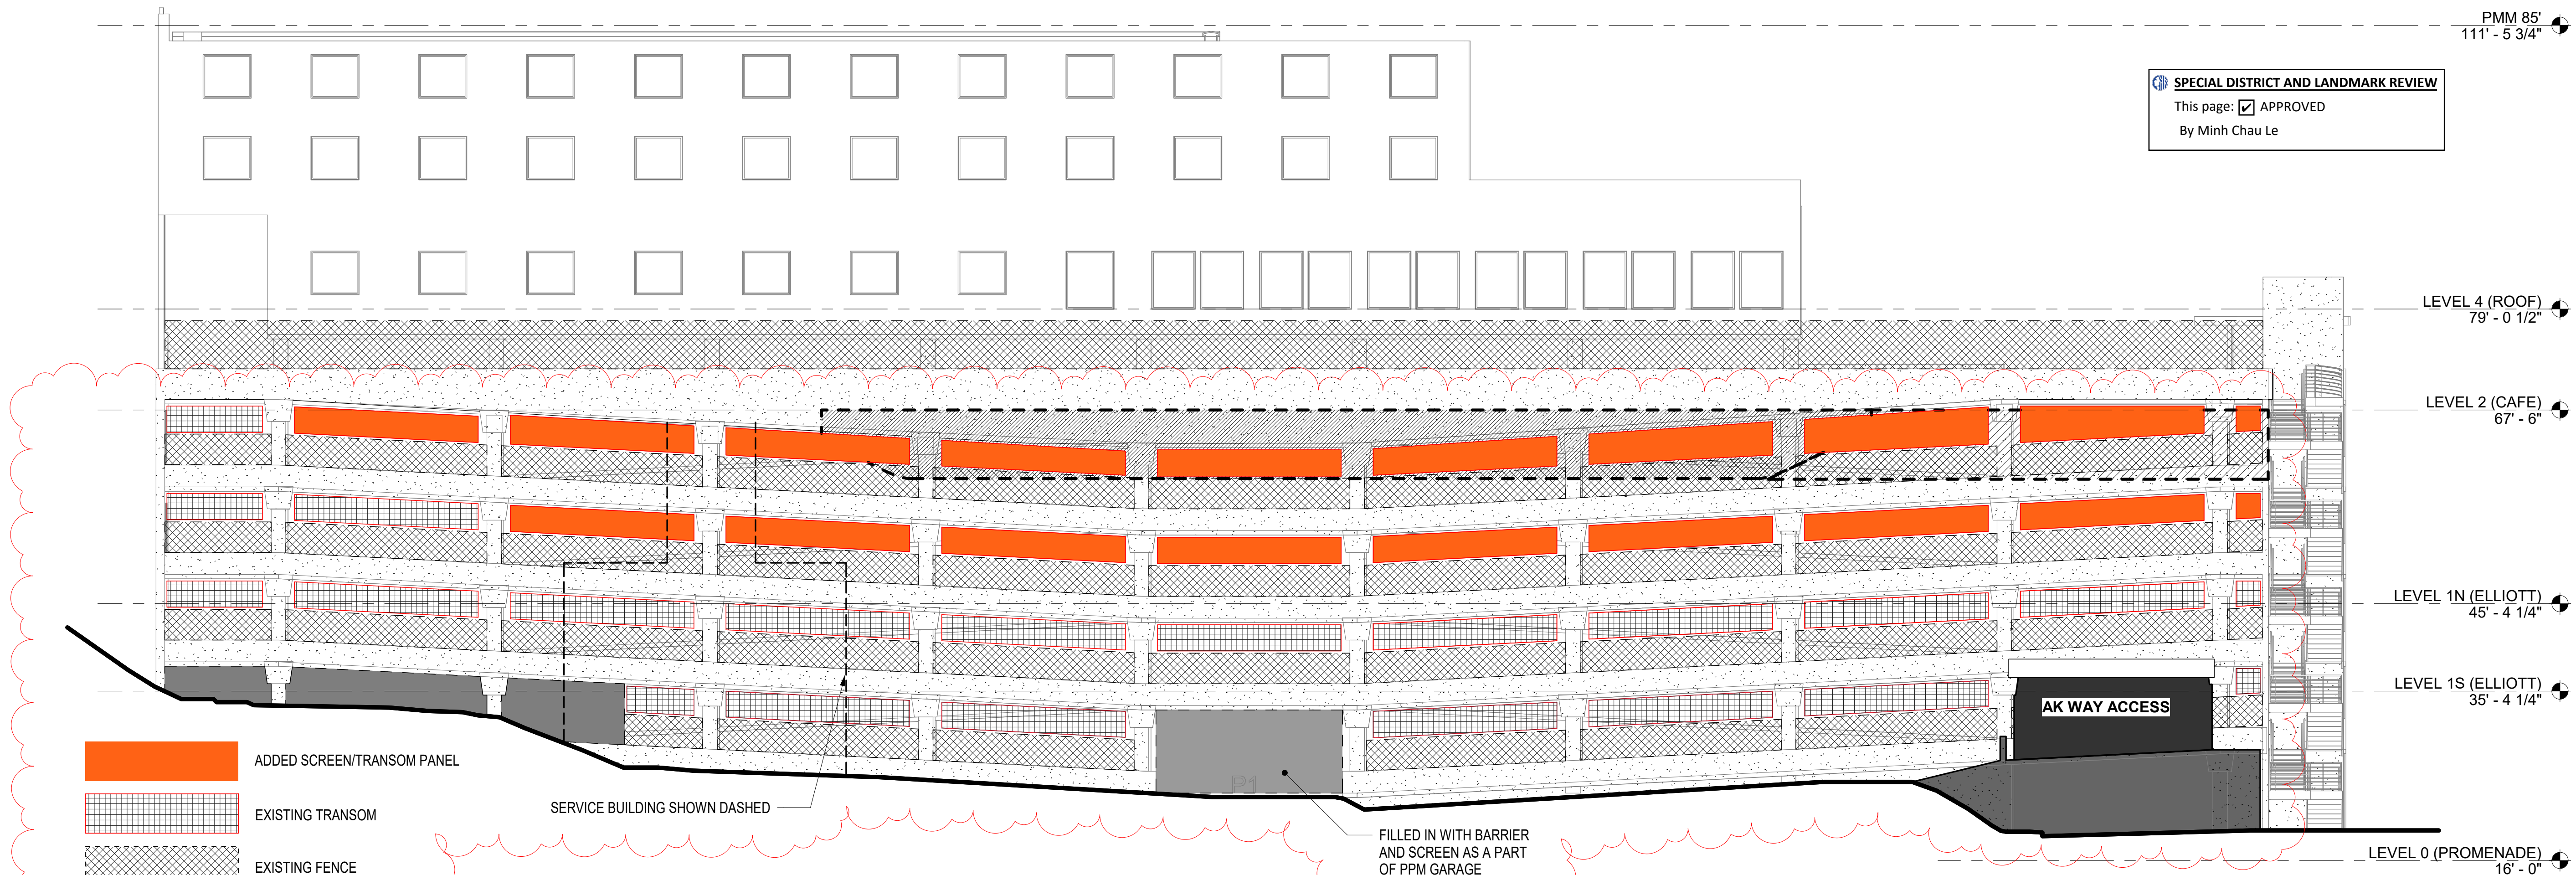 PMM 85'
111' - 5 3/4"
SPECIAL DISTRICT AND LANDMARK REVIEW
This page: ✔ APPROVED
By Minh Chau Le
LEVEL 4 (ROOF)
79' - 0 1/2"
LEVEL 2 (CAFE)
67' - 6"
LEVEL 1N (ELLIOTT)
45' - 4 1/4"
LEVEL 1S (ELLIOTT)
35' - 4 1/4"
AK WAY ACCESS
ADDED SCREEN/TRANSOM PANEL
EXISTING TRANSOM
EXISTING FENCE
SERVICE BUILDING SHOWN DASHED
P1
FILLED IN WITH BARRIER
AND SCREEN AS A PART
OF PPM GARAGE
LEVEL 0 (PROMENADE)
16' - 0"